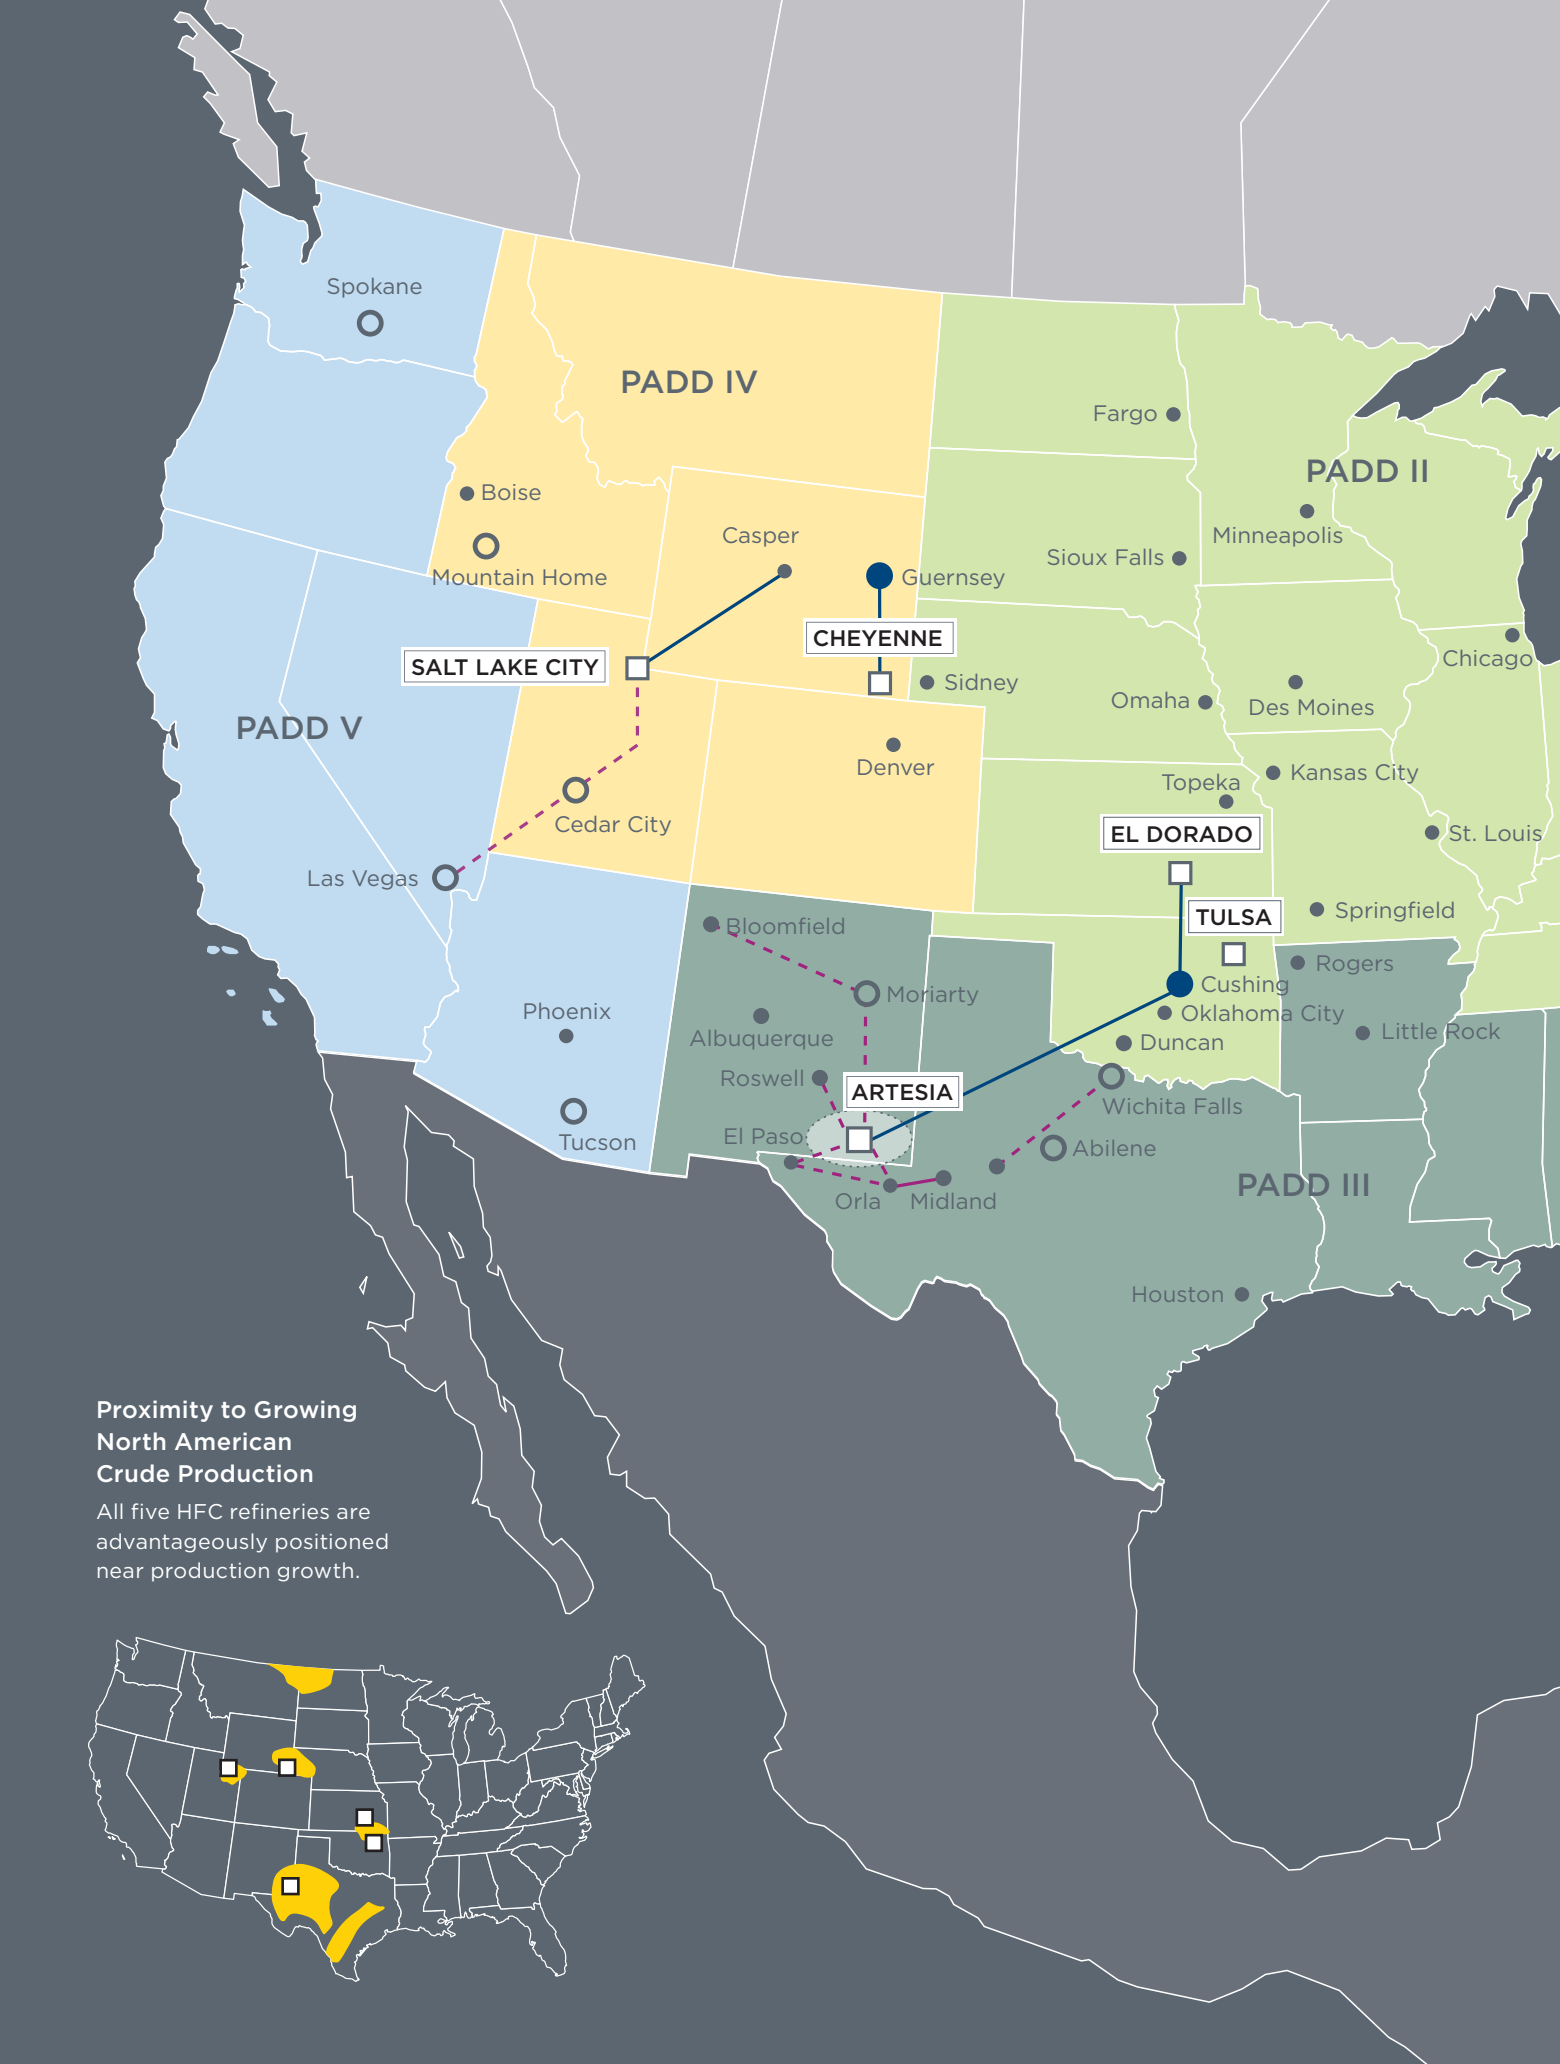 Spokane
PADD IV
Fargo
PADD II
Boise
Mountain Home
Casper
Guernsey
Minneapolis
Sioux Falls
CHEYENNE
SALT LAKE CITY
Chicago
Sidney
Omaha
Des Moines
PADD V
Denver
Kansas City
Topeka
Cedar City
EL DORADO
St. Louis
Las Vegas
Springfield
TULSA
Bloomfield
Rogers
Moriarty
Cushing
Phoenix
Oklahoma City
Albuquerque
Duncan
Little Rock
Roswell
ARTESIA
Wichita Falls
El Paso
Tucson
Abilene
PADD III
Orla
Midland
Houston
Proximity to Growing
North American
Crude Production
All five HFC refineries are
advantageously positioned
near production growth.